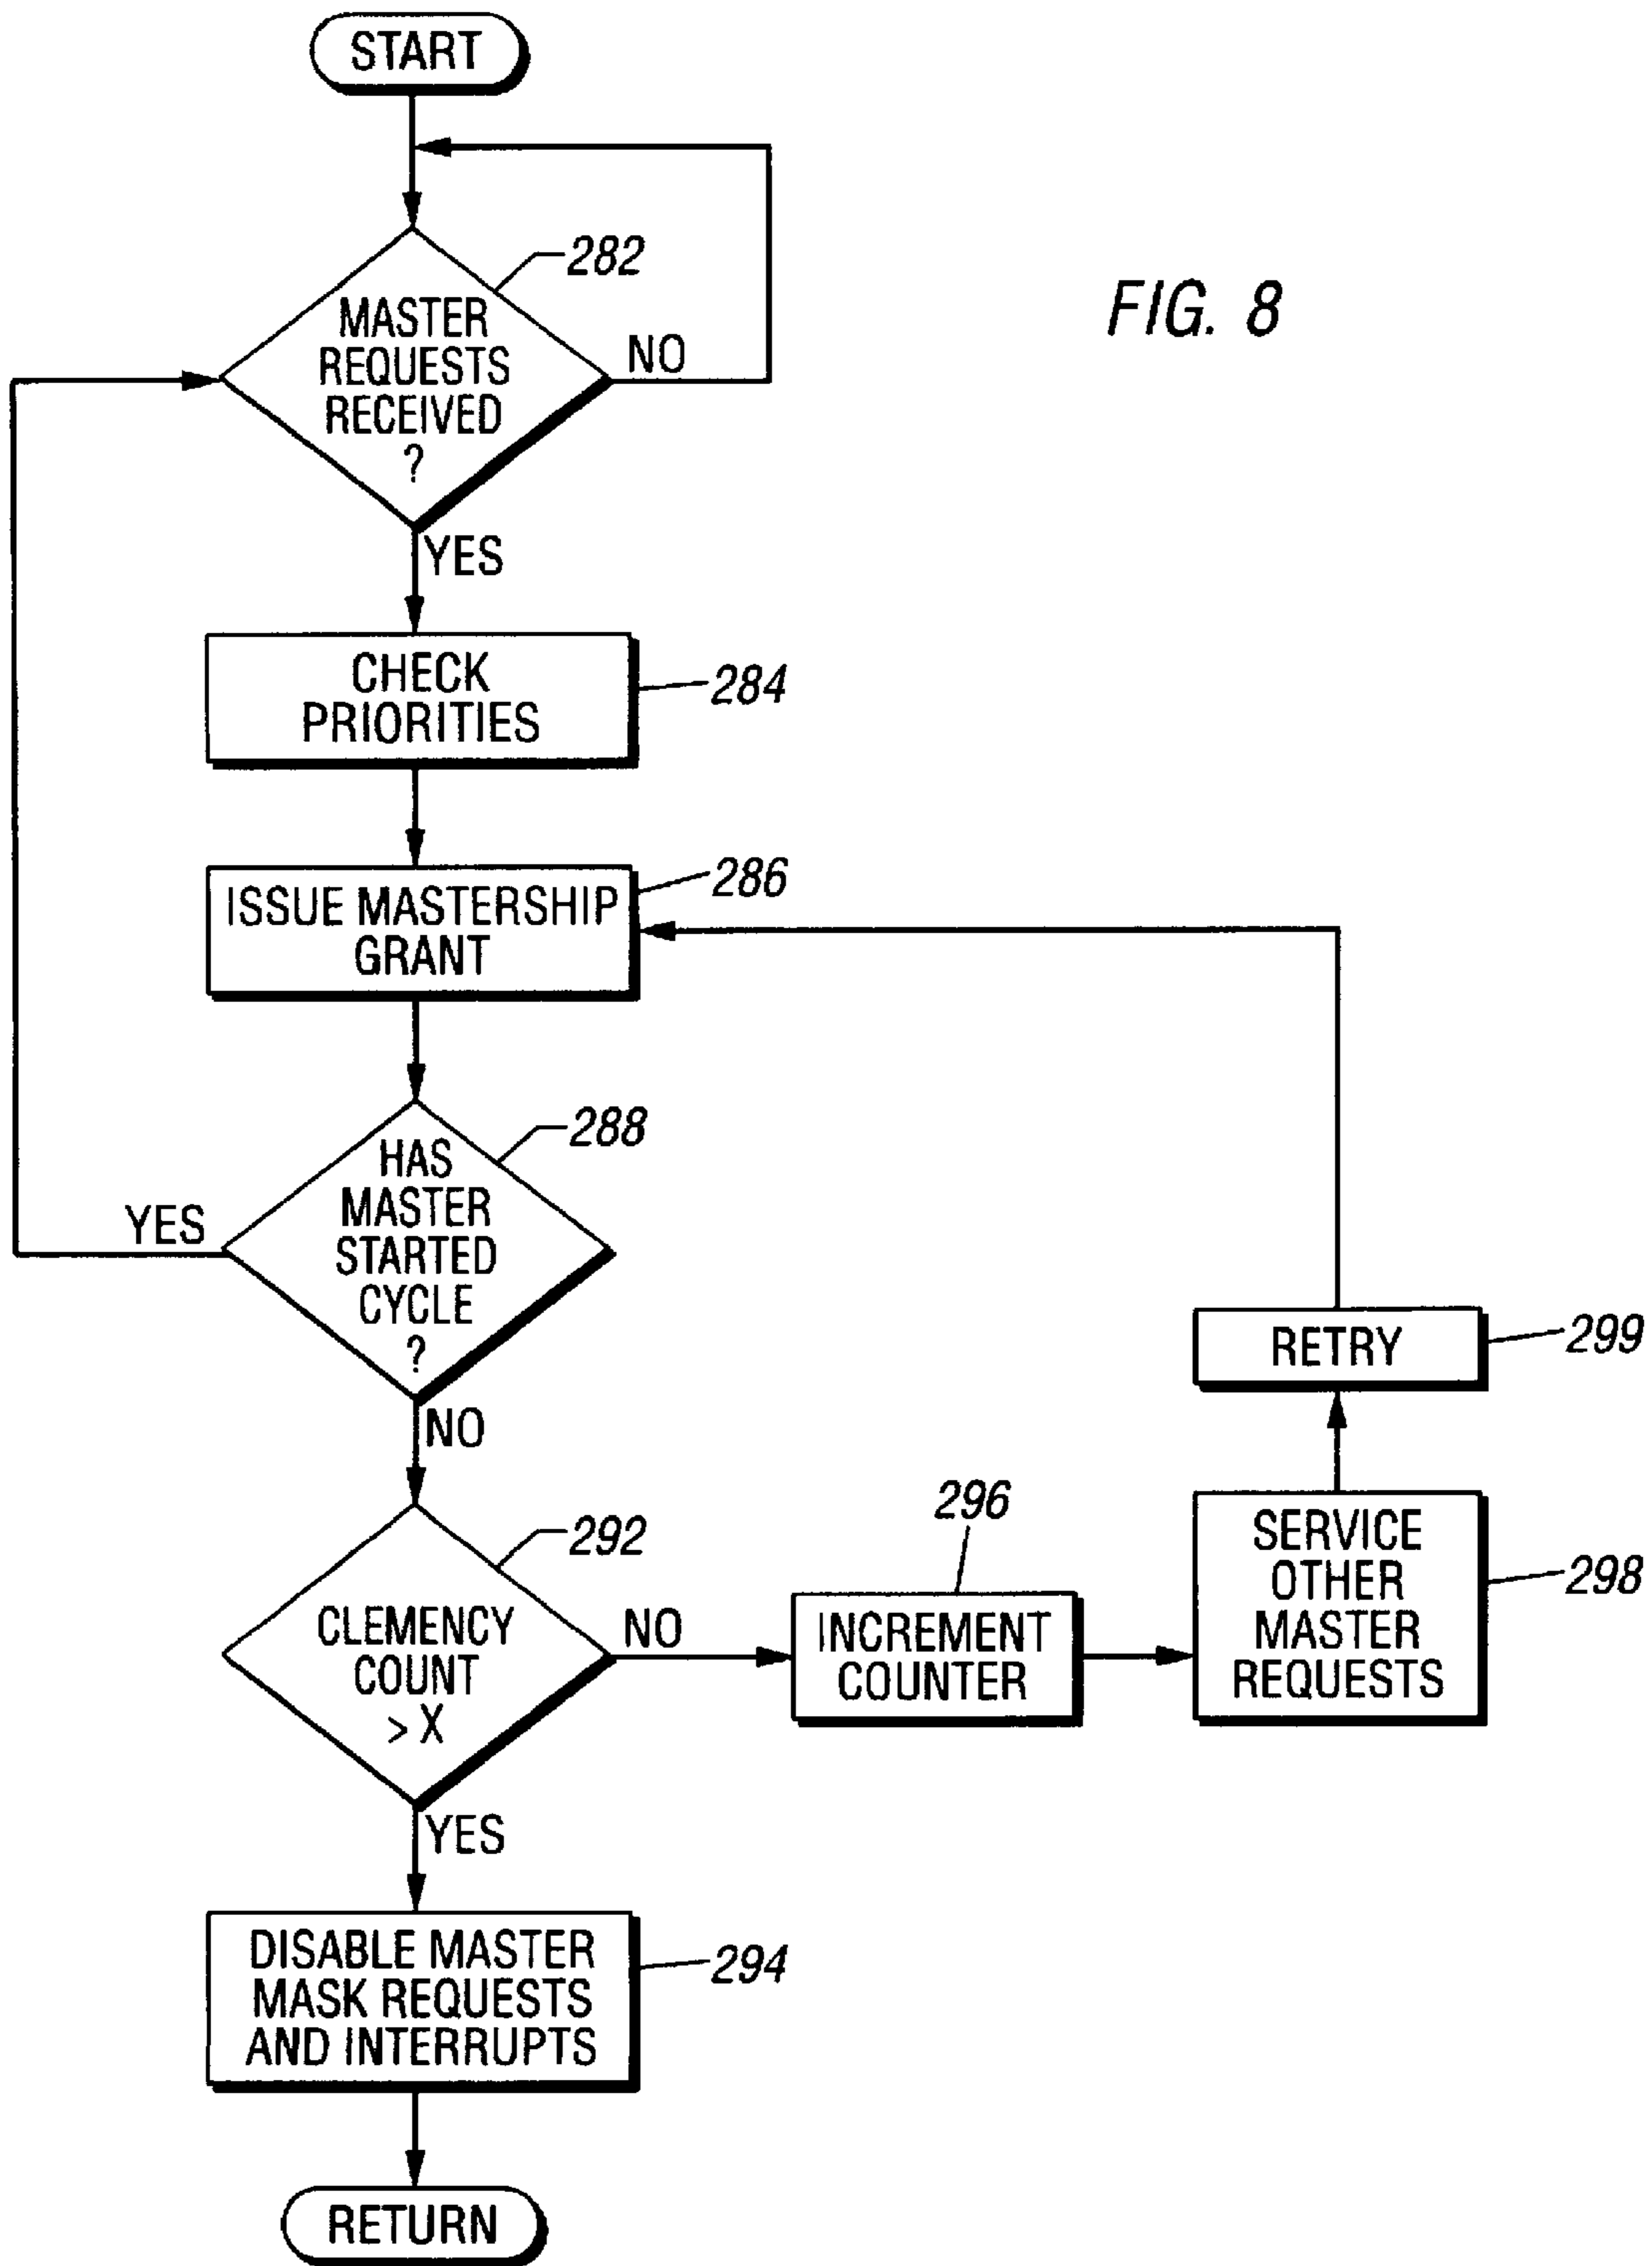 START
282
MASTER
REQUESTS
RECEIVED
?
NO
FIG. 8
YES
CHECK
PRIORITIES
284
ISSUE MASTERSHIP
GRANT
286
HAS
MASTER
STARTED
CYCLE
?
288
YES
NO
RETRY
299
292
CLEMENCY
COUNT
> X
NO
296
INCREMENT
COUNTER
SERVICE
OTHER
MASTER
REQUESTS
298
YES
DISABLE MASTER
MASK REQUESTS
AND INTERRUPTS
294
RETURN